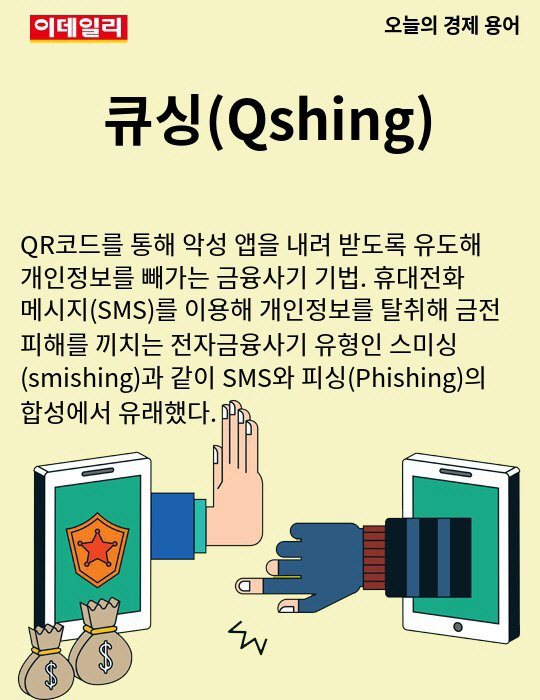 이데일리
오늘의 경제 용어
큐싱(Qshing)
QR코드를 통해 악성 앱을 내려 받도록 유도해
개인정보를 빼가는 금융사기 기법. 휴대전화
메시지(SMS)를 이용해 개인정보를 탈취해 금전
피해를 끼치는 전자금융사기 유형인 스미싱
(smishing)과 같이 SMS와 피싱(Phishing)의
합성에서 유래했다.
$
$